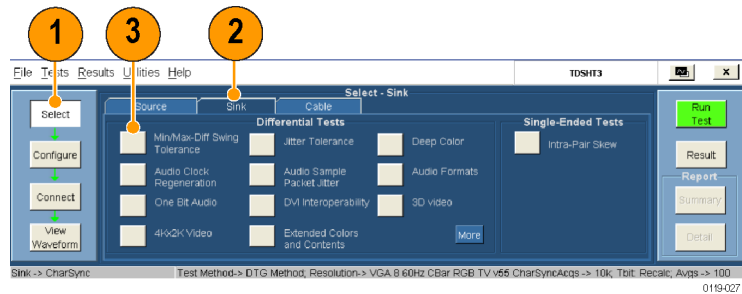 1
3
2
File Tests Results Utilities Help
TDSHT3
x
Select - Sink
Select
Source
Sink
Cable
Run Test
Differential Tests
Single-Ended Tests
Min/Max-Diff Swing Tolerance
Jitter Tolerance
Deep Color
Intra-Pair Skew
Configure
Result
Audio Clock Regeneration
Audio Sample Packet Jitter
Audio Formats
Report
Connect
One Bit Audio
DVI Interoperability
3D video
Summary
View Waveform
4Kx2K Video
Extended Colors and Contents
More
Detail
Sink -> CharSync
Test Method-> DTG Method; Resolution-> VGA 8 60Hz CBar RGB TV v55 CharSyncAcqs -> 10k; Tbit: Recalc; Avgs -> 100
0119-027